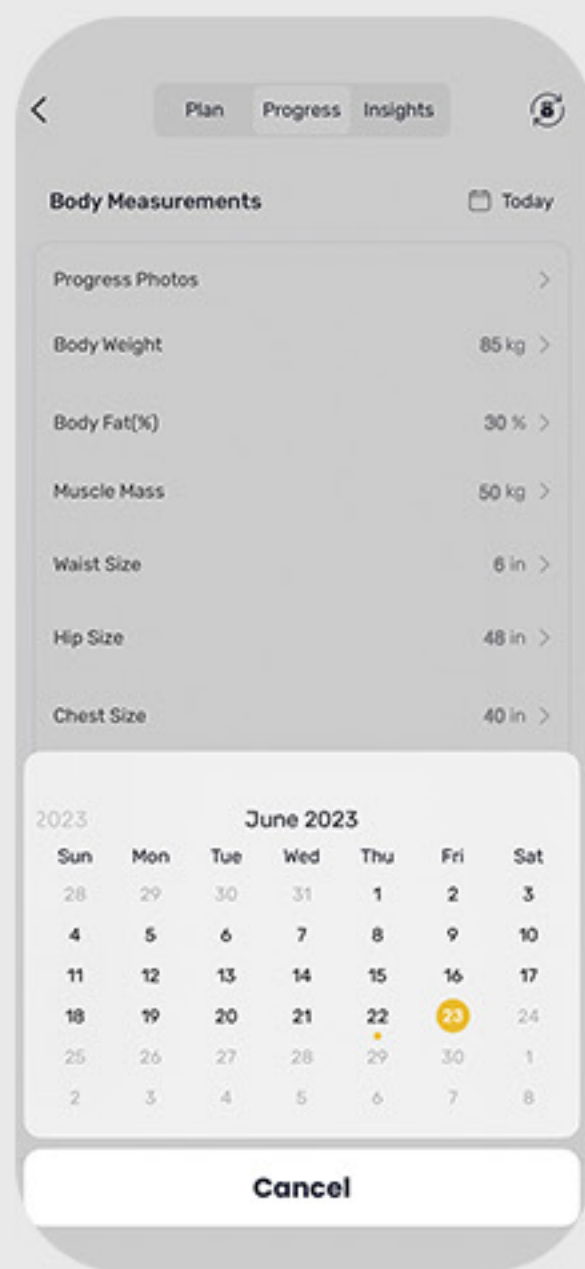 Plan Progress Insights
Body Measurements Today
Progress Photos
Body Weight 85 kg
Body Fat(%) 30 %
Muscle Mass 50 kg
Waist Size 6 in
Hip Size 48 in
Chest Size 40 in
2023 June 2023
Sun Mon Tue Wed Thu Fri Sat
28 29 30 31 1 2 3
4 5 6 7 8 9 10
11 12 13 14 15 16 17
18 19 20 21 22 23 24
25 26 27 28 29 30 1
2 3 4 5 6 7 8
Cancel